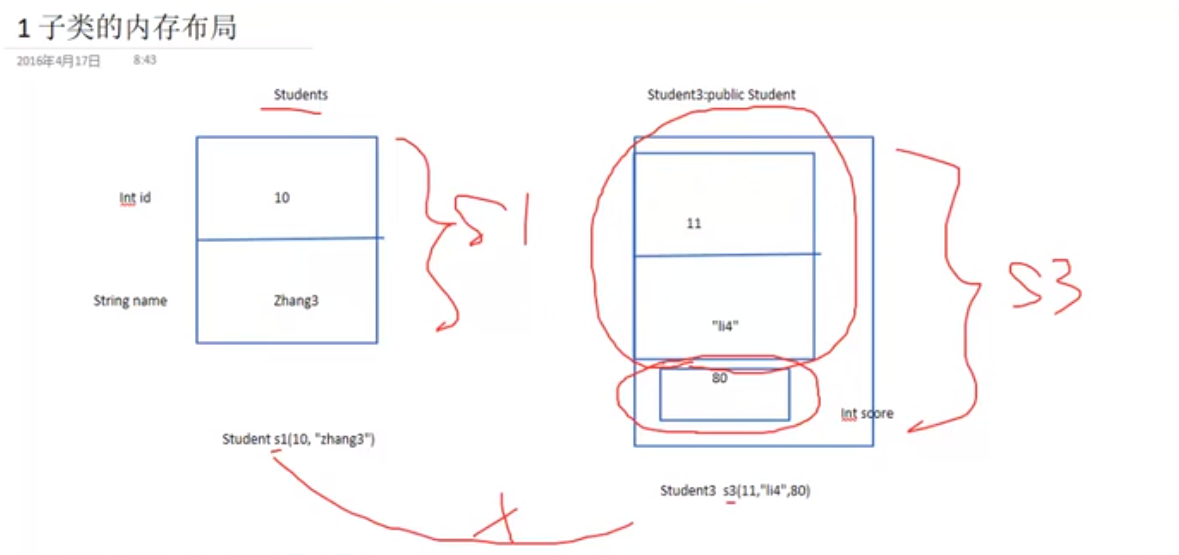 1 子类的内存布局
2016年4月17日 8:43
Students
Student3:public Student
Int id
10
11
S1
S3
String name
Zhang3
"li4"
80
Int score
Student s1(10, "zhang3")
Student3 s3(11,"li4",80)